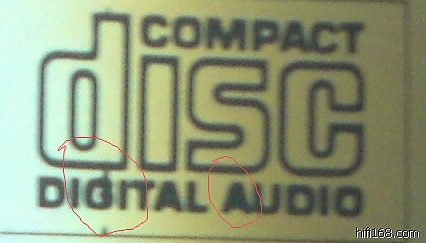 COMPACT
disc
DIGITAL AUDIO
hifi168.com